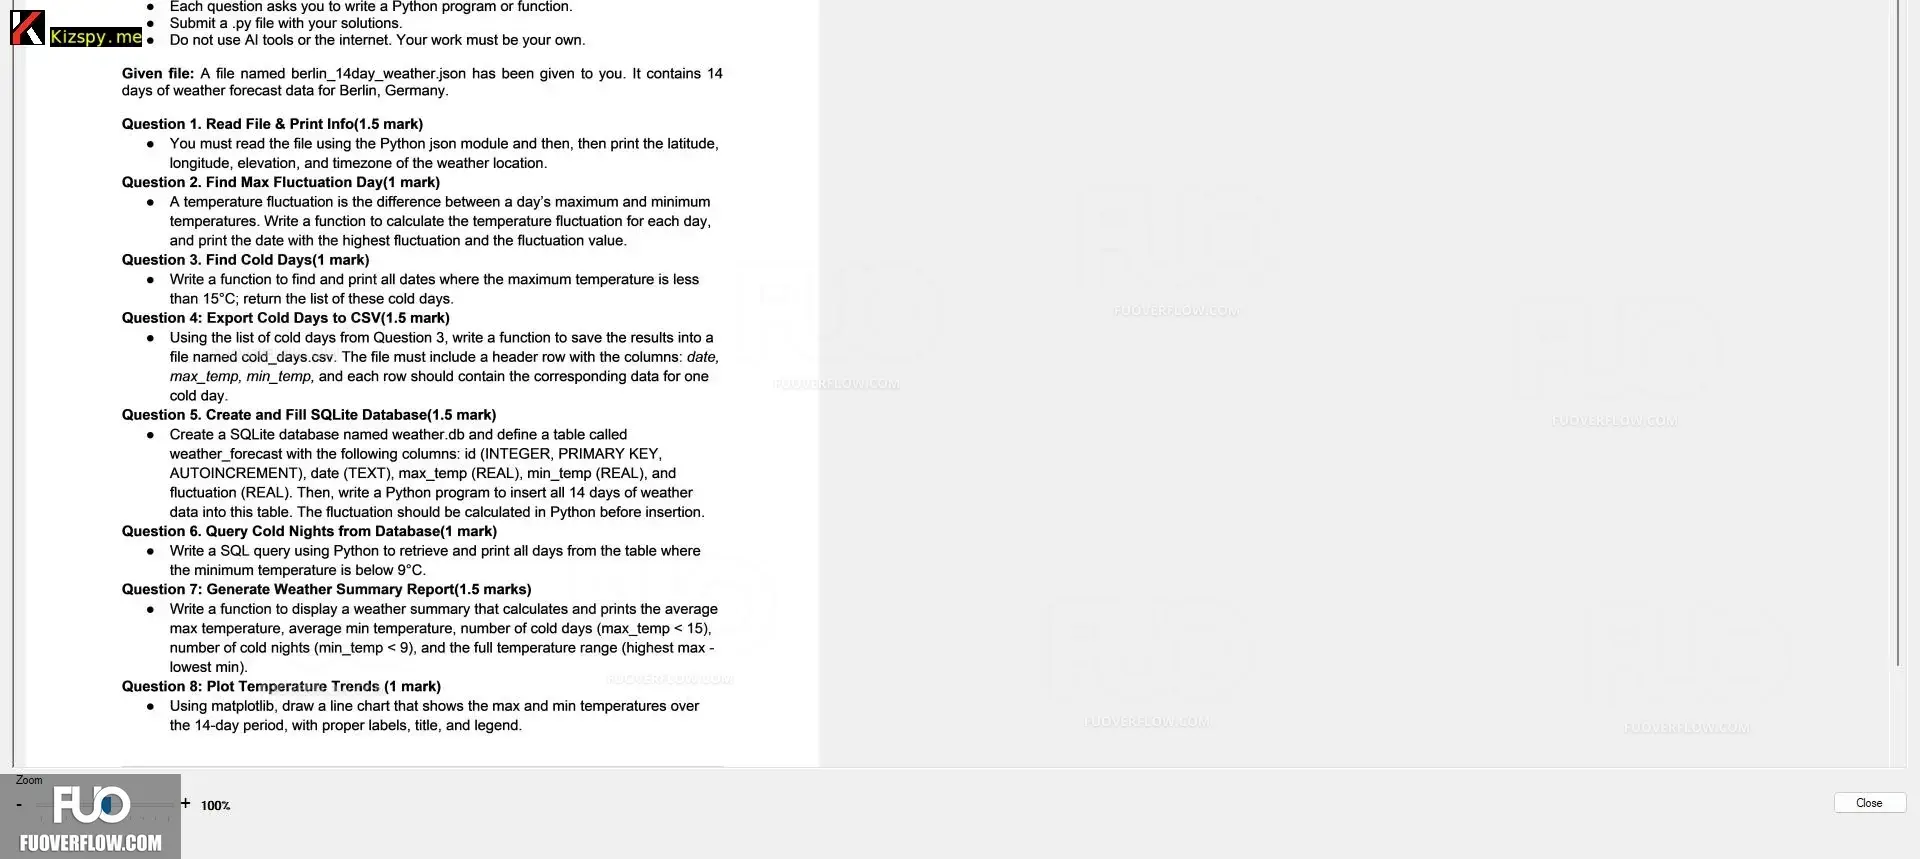 Each question asks you to write a Python program or function.
Submit a .py file with your solutions.
Kizspy.me
Do not use AI tools or the internet. Your work must be your own.
Given file: A file named berlin_14day_weather.json has been given to you. It contains 14
days of weather forecast data for Berlin, Germany.
Question 1. Read File & Print Info(1.5 mark)
● You must read the file using the Python json module and then, then print the latitude,
longitude, elevation, and timezone of the weather location.
Question 2. Find Max Fluctuation Day(1 mark)
● A temperature fluctuation is the difference between a day's maximum and minimum
temperatures. Write a function to calculate the temperature fluctuation for each day,
and print the date with the highest fluctuation and the fluctuation value.
Question 3. Find Cold Days(1 mark)
● Write a function to find and print all dates where the maximum temperature is less
than 15°C; return the list of these cold days.
Question 4: Export Cold Days to CSV(1.5 mark)
● Using the list of cold days from Question 3, write a function to save the results into a
file named cold_days.csv. The file must include a header row with the columns: date,
max_temp, min_temp, and each row should contain the corresponding data for one
cold day.
Question 5. Create and Fill SQLite Database(1.5 mark)
● Create a SQLite database named weather.db and define a table called
weather_forecast with the following columns: id (INTEGER, PRIMARY KEY,
AUTOINCREMENT), date (TEXT), max_temp (REAL), min_temp (REAL), and
fluctuation (REAL). Then, write a Python program to insert all 14 days of weather
data into this table. The fluctuation should be calculated in Python before insertion.
Question 6. Query Cold Nights from Database(1 mark)
● Write a SQL query using Python to retrieve and print all days from the table where
the minimum temperature is below 9°C.
Question 7: Generate Weather Summary Report(1.5 marks)
● Write a function to display a weather summary that calculates and prints the average
max temperature, average min temperature, number of cold days (max_temp < 15),
number of cold nights (min_temp < 9), and the full temperature range (highest max -
lowest min).
Question 8: Plot Temperature Trends (1 mark)
● Using matplotlib, draw a line chart that shows the max and min temperatures over
the 14-day period, with proper labels, title, and legend.
FUOVERFLOW.COM
FUOVERFLOW.COM
FUOVERFLOW.COM
FUOVERFLOW.COM
FUOVERFLOW.COM
FUOVERFLOW.COM
Zoom
- + 100%
Close
FUO
FUOVERFLOW.COM